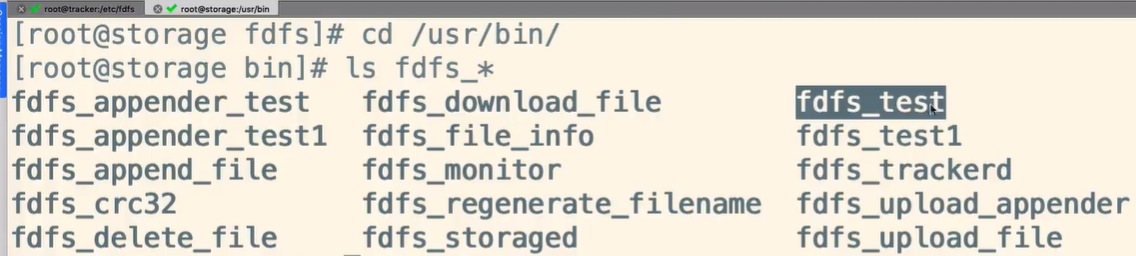 root@tracker:/etc/fdfs root@storage:/usr/bin
[root@storage fdfs]# cd /usr/bin/
[root@storage bin]# ls fdfs_*
fdfs_appender_test fdfs_download_file fdfs_test
fdfs_appender_test1 fdfs_file_info fdfs_test1
fdfs_append_file fdfs_monitor fdfs_trackerd
fdfs_crc32 fdfs_regenerate_filename fdfs_upload_appender
fdfs_delete_file fdfs_storaged fdfs_upload_file